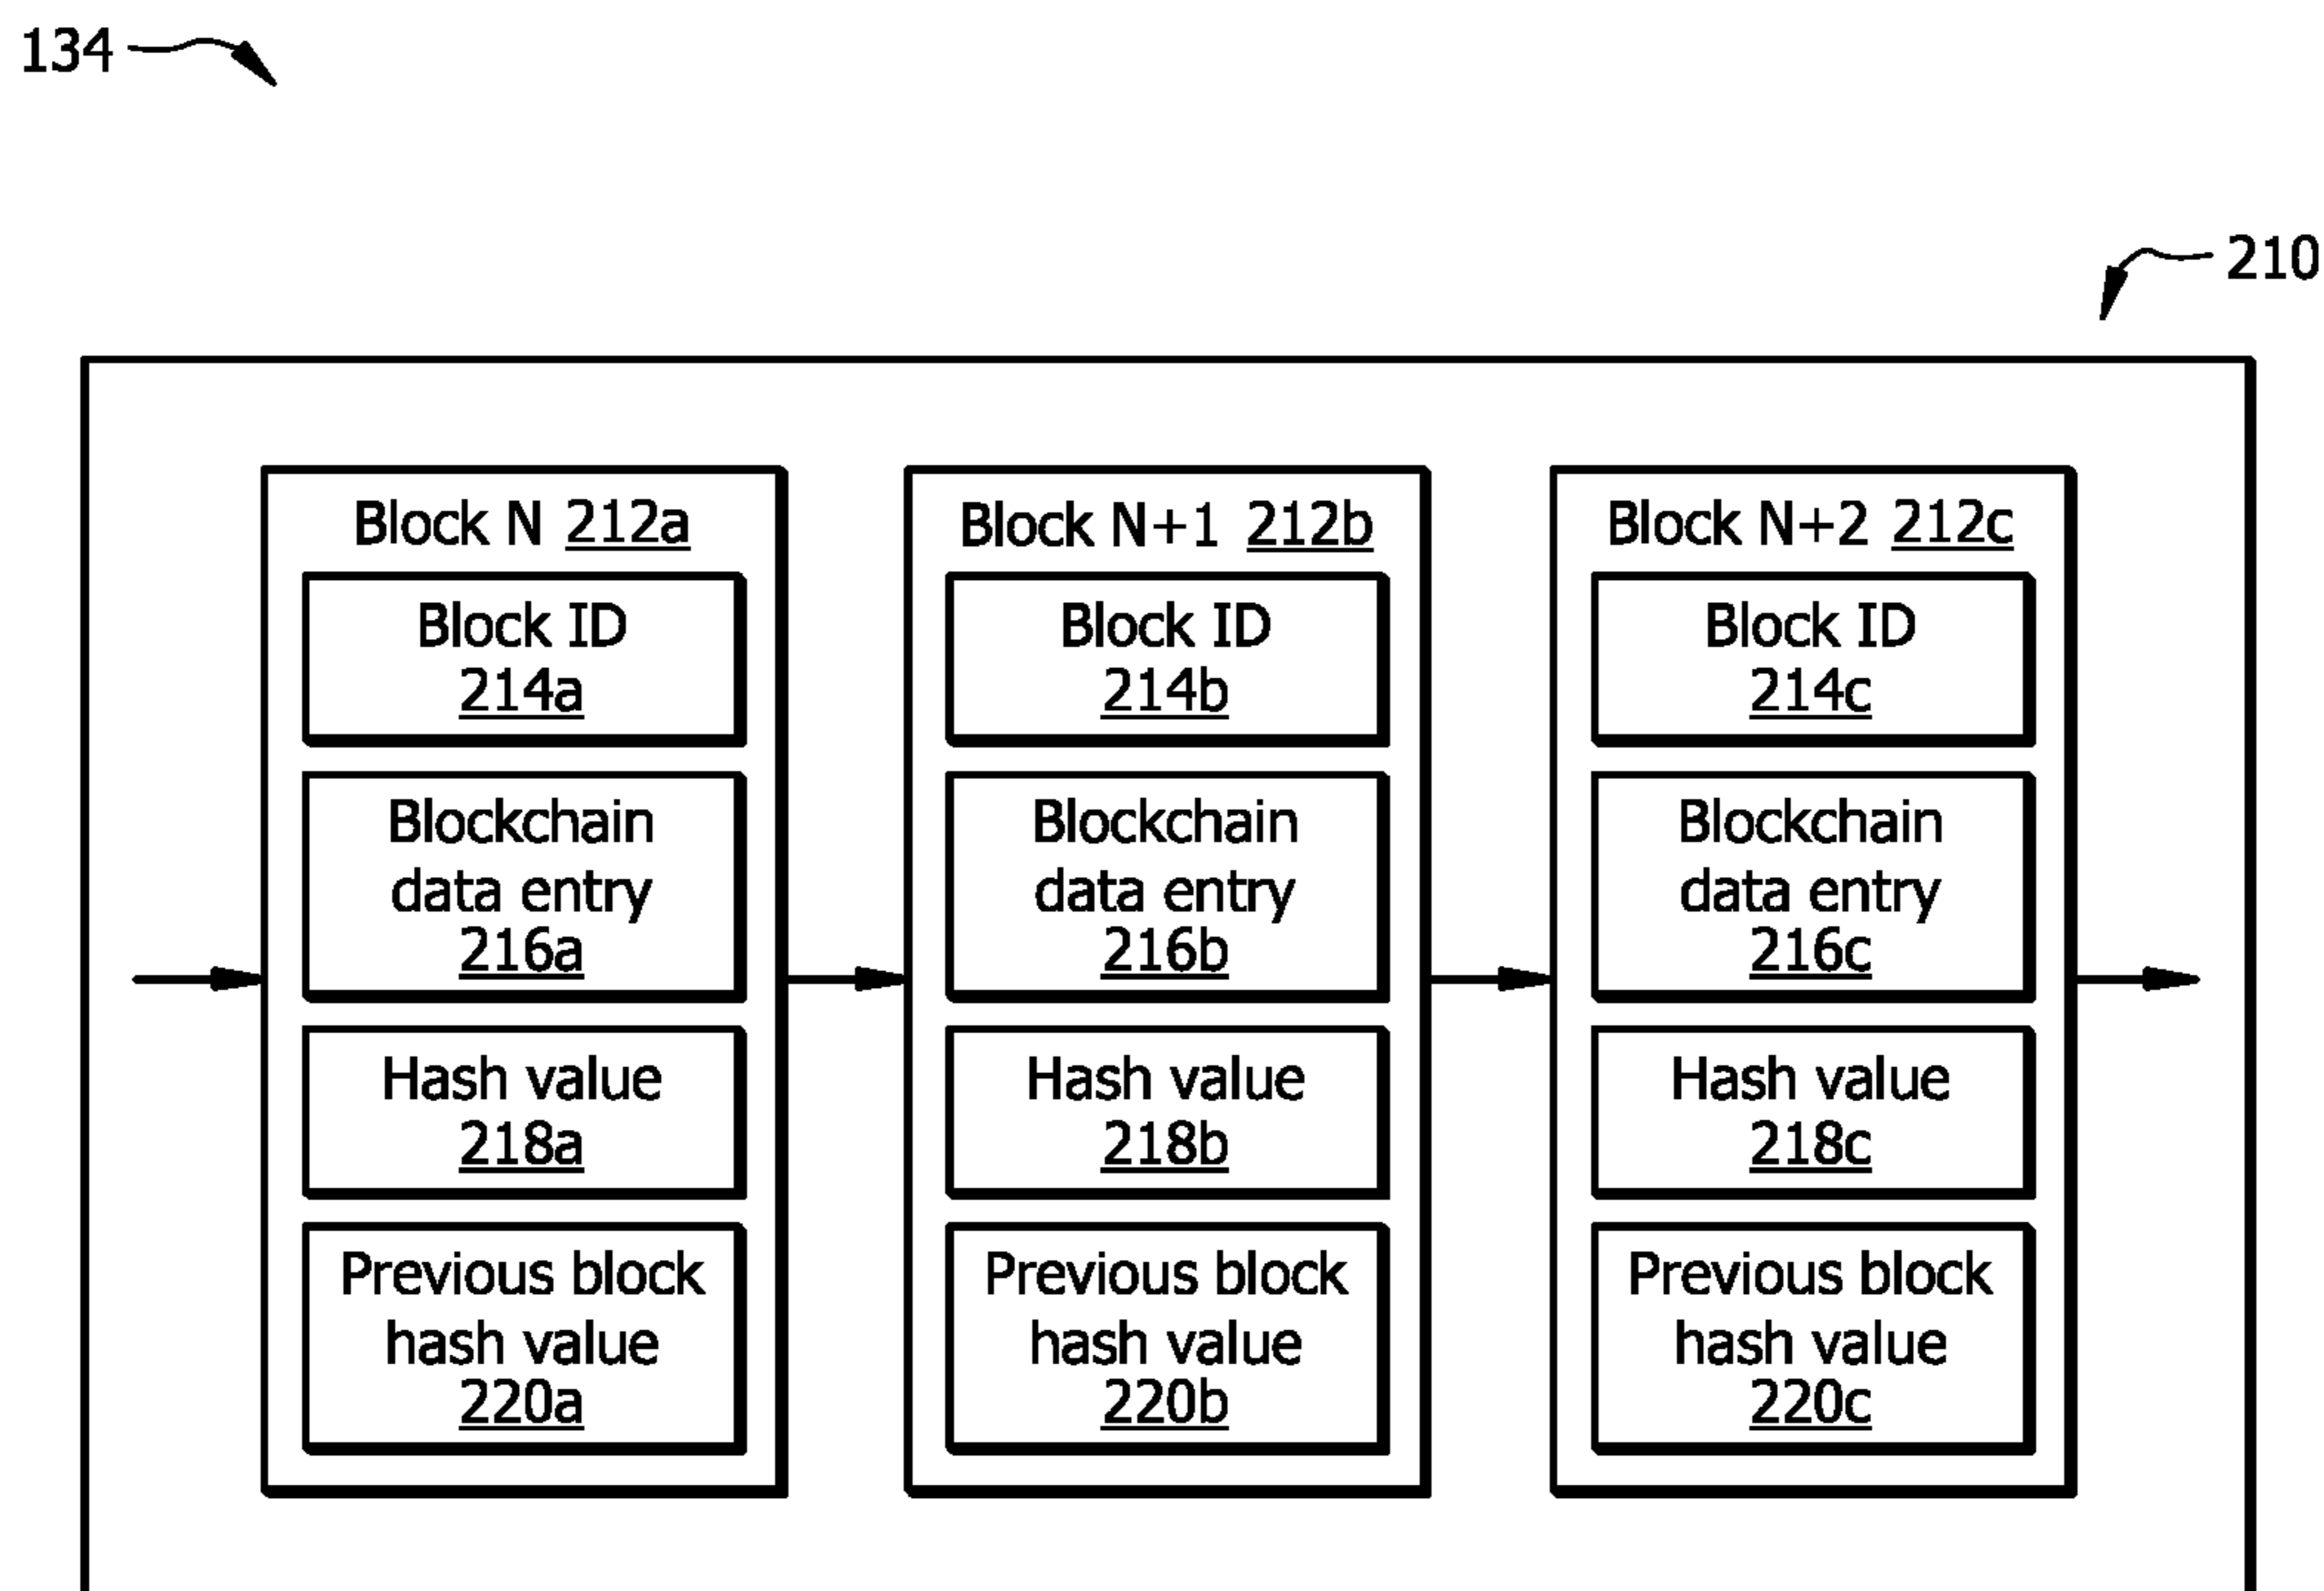 134
210
Block N 212a
Block ID
214a
Blockchain
data entry
216a
Hash value
218a
Previous block
hash value
220a
Block N+1 212b
Block ID
214b
Blockchain
data entry
216b
Hash value
218b
Previous block
hash value
220b
Block N+2 212c
Block ID
214c
Blockchain
data entry
216c
Hash value
218c
Previous block
hash value
220c